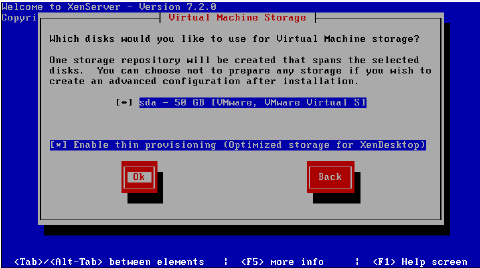 Welcome to XenServer - Version 7.2.0
Copyri
Virtual Machine Storage
Which disks would you like to use for Virtual Machine storage?
One storage repository will be created that spans the selected
disks. You can choose not to prepare any storage if you wish to
create an advanced configuration after installation.
[*] sda - 50 GB [VMware, VMware Virtual S]
[*] Enable thin provisioning (Optimized storage for XenDesktop)
Ok Back
<Tab>/<Alt-Tab> between elements | <F5> more info | <F1> Help screen